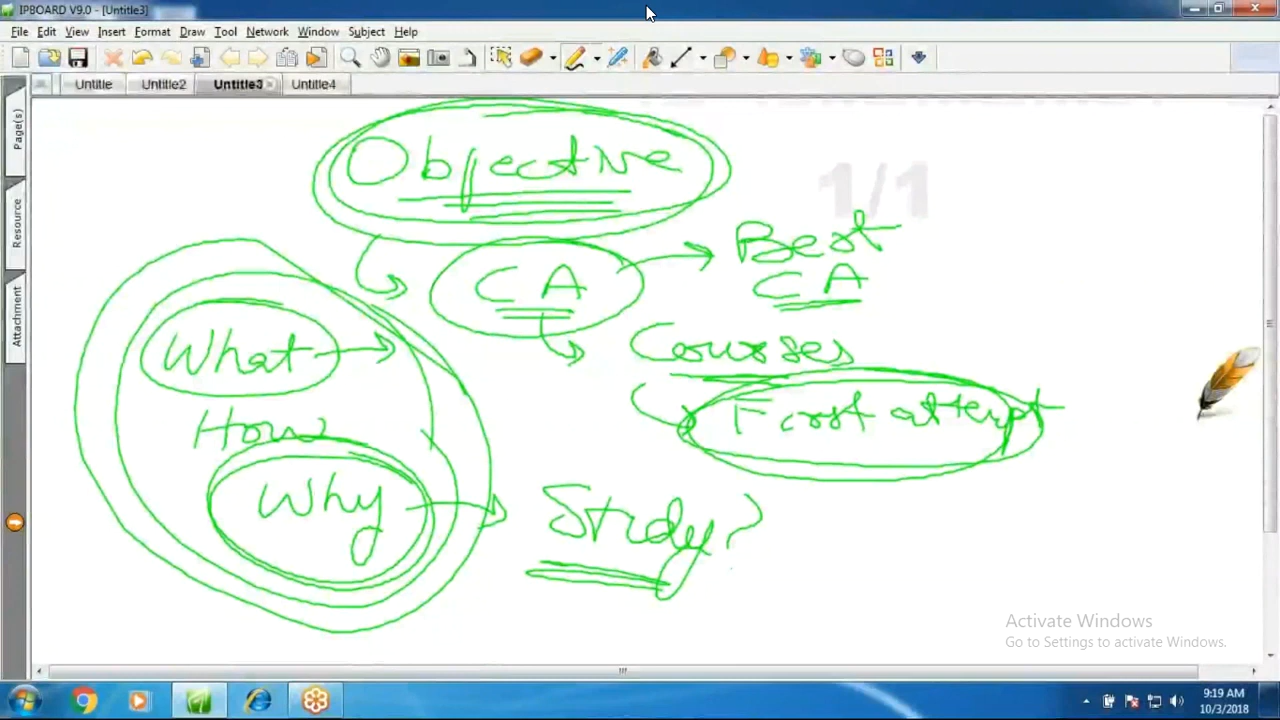 IPBOARD V9.0 - [Untitle3]
File Edit View Insert Format Draw Tool Network Window Subject Help
Untitle Untitle2 Untitle3 Untitle4
Page(s)
Resource
Attachment
1/1
Objective
CA
Best
CA
What
Courses
First attempt
How
Why
Study?
Activate Windows
Go to Settings to activate Windows.
9:19 AM
10/3/2018